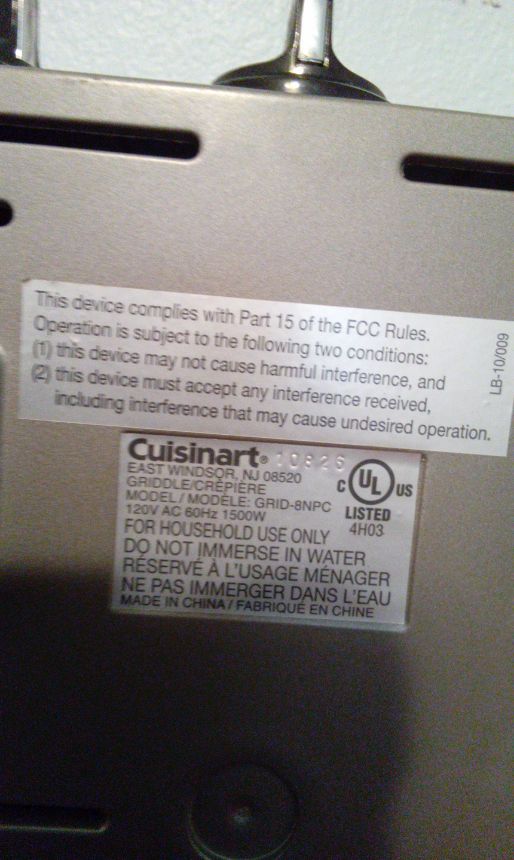 This device complies with Part 15 of the FCC Rules.
Operation is subject to the following two conditions:
(1) this device may not cause harmful interference, and
(2) this device must accept any interference received,
including interference that may cause undesired operation.
LB-10/009
Cuisinart® 10826
EAST WINDSOR, NJ 08520
GRIDDLE/CRÊPIÈRE
MODEL / MODÈLE: GRID-8NPC
120V AC 60Hz 1500W
C UL US
LISTED
4H03
FOR HOUSEHOLD USE ONLY
DO NOT IMMERSE IN WATER
RÉSERVÉ À L'USAGE MÉNAGER
NE PAS IMMERGER DANS L'EAU
MADE IN CHINA / FABRIQUÉ EN CHINE